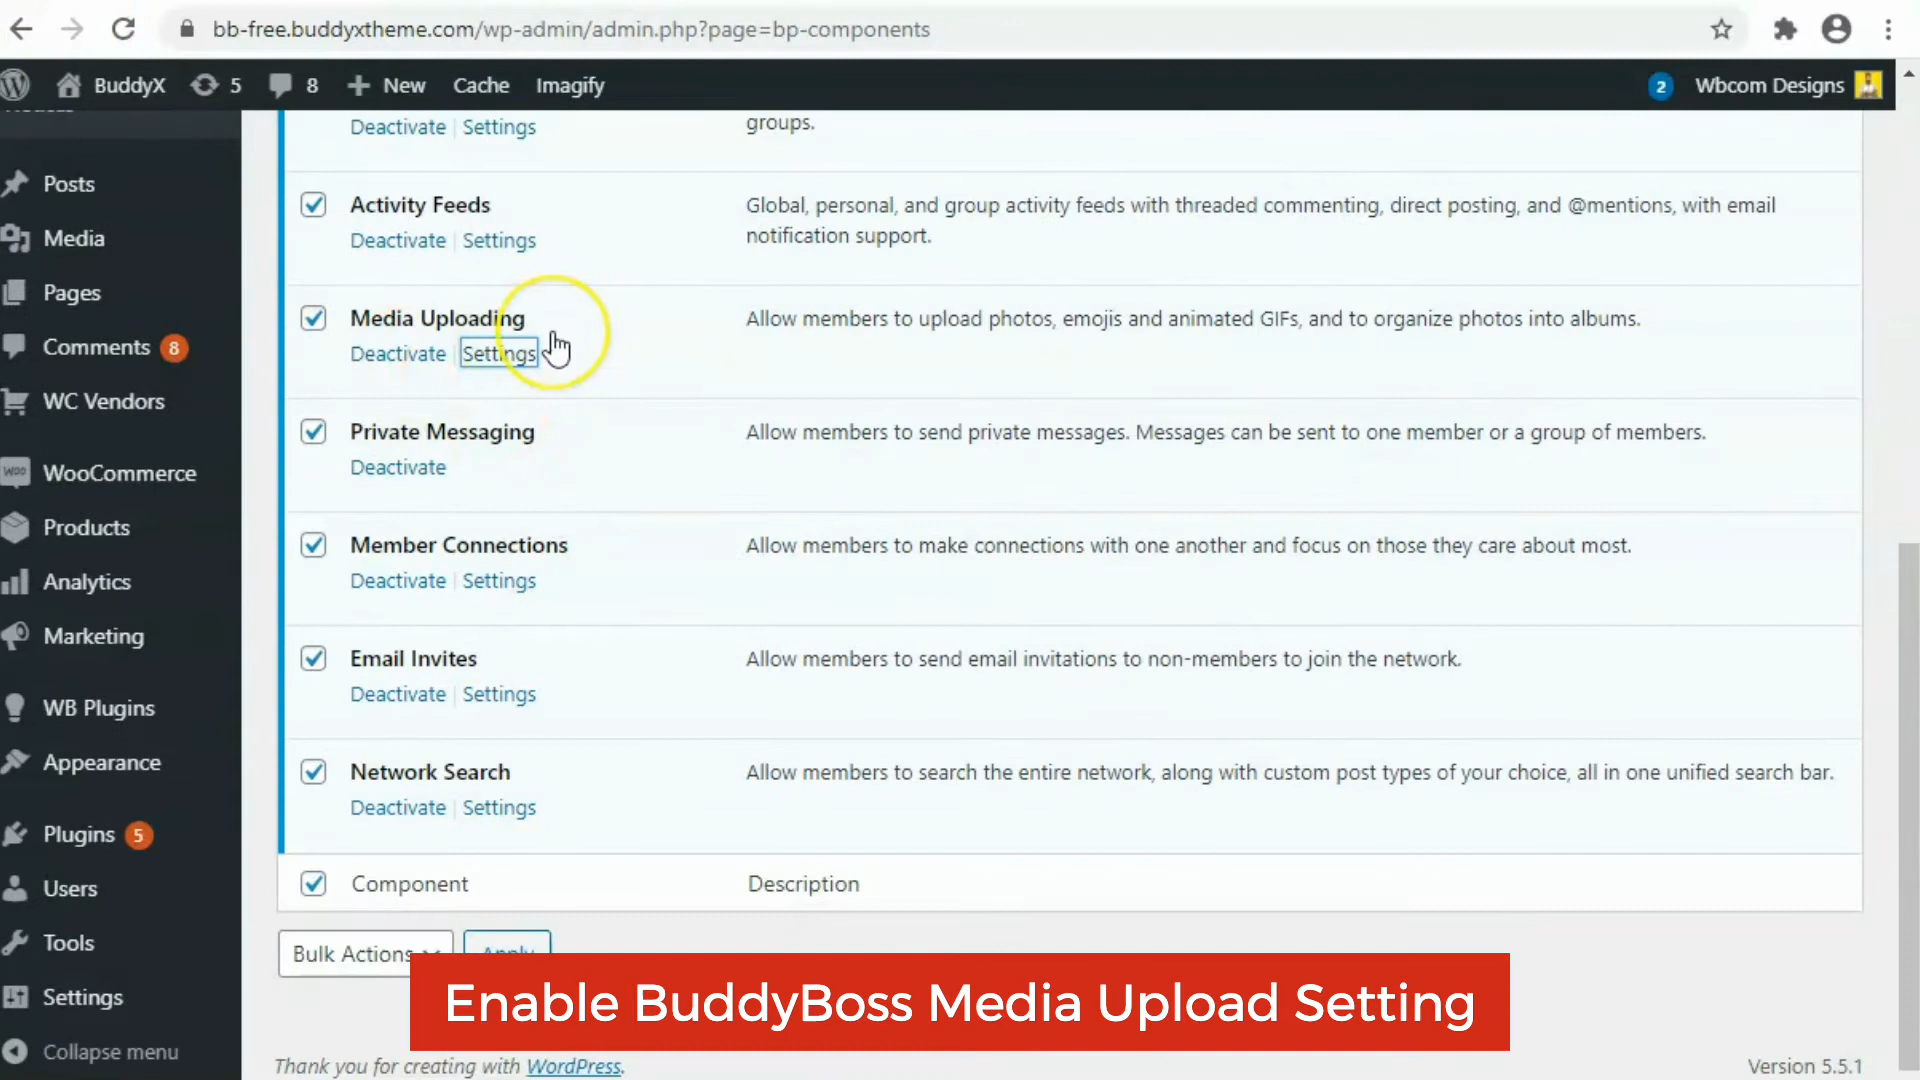 bb-free.buddyxtheme.com/wp-admin/admin.php?page=bp-components
BuddyX 5 8 New Cache Imagify 2 Wbcom Designs
Deactivate | Settings groups.
Posts
Activity Feeds Global, personal, and group activity feeds with threaded commenting, direct posting, and @mentions, with email
Media
Deactivate | Settings notification support.
Pages
Media Uploading Allow members to upload photos, emojis and animated GIFs, and to organize photos into albums.
Comments 8
Deactivate | Settings
WC Vendors
Private Messaging Allow members to send private messages. Messages can be sent to one member or a group of members.
Deactivate
WOO WooCommerce
Products
Member Connections Allow members to make connections with one another and focus on those they care about most.
Deactivate | Settings
Analytics
Marketing
Email Invites Allow members to send email invitations to non-members to join the network.
Deactivate | Settings
WB Plugins
Appearance
Network Search Allow members to search the entire network, along with custom post types of your choice, all in one unified search bar.
Deactivate | Settings
Plugins 5
Users
Component Description
Tools
Bulk Actions Apply
Settings
Enable BuddyBoss Media Upload Setting
Collapse menu
Thank you for creating with WordPress. Version 5.5.1